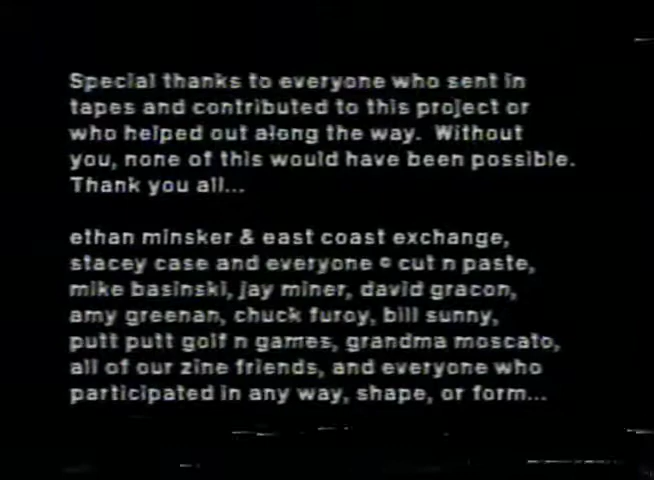 Special thanks to everyone who sent in
tapes and contributed to this project or
who helped out along the way. Without
you, none of this would have been possible.
Thank you all...
ethan minsker & east coast exchange,
stacey case and everyone @ cut n paste,
mike basinski, jay miner, david gracon,
amy greenan, chuck furoy, bill sunny,
putt putt golf n games, grandma moscato,
all of our zine friends, and everyone who
participated in any way, shape, or form...